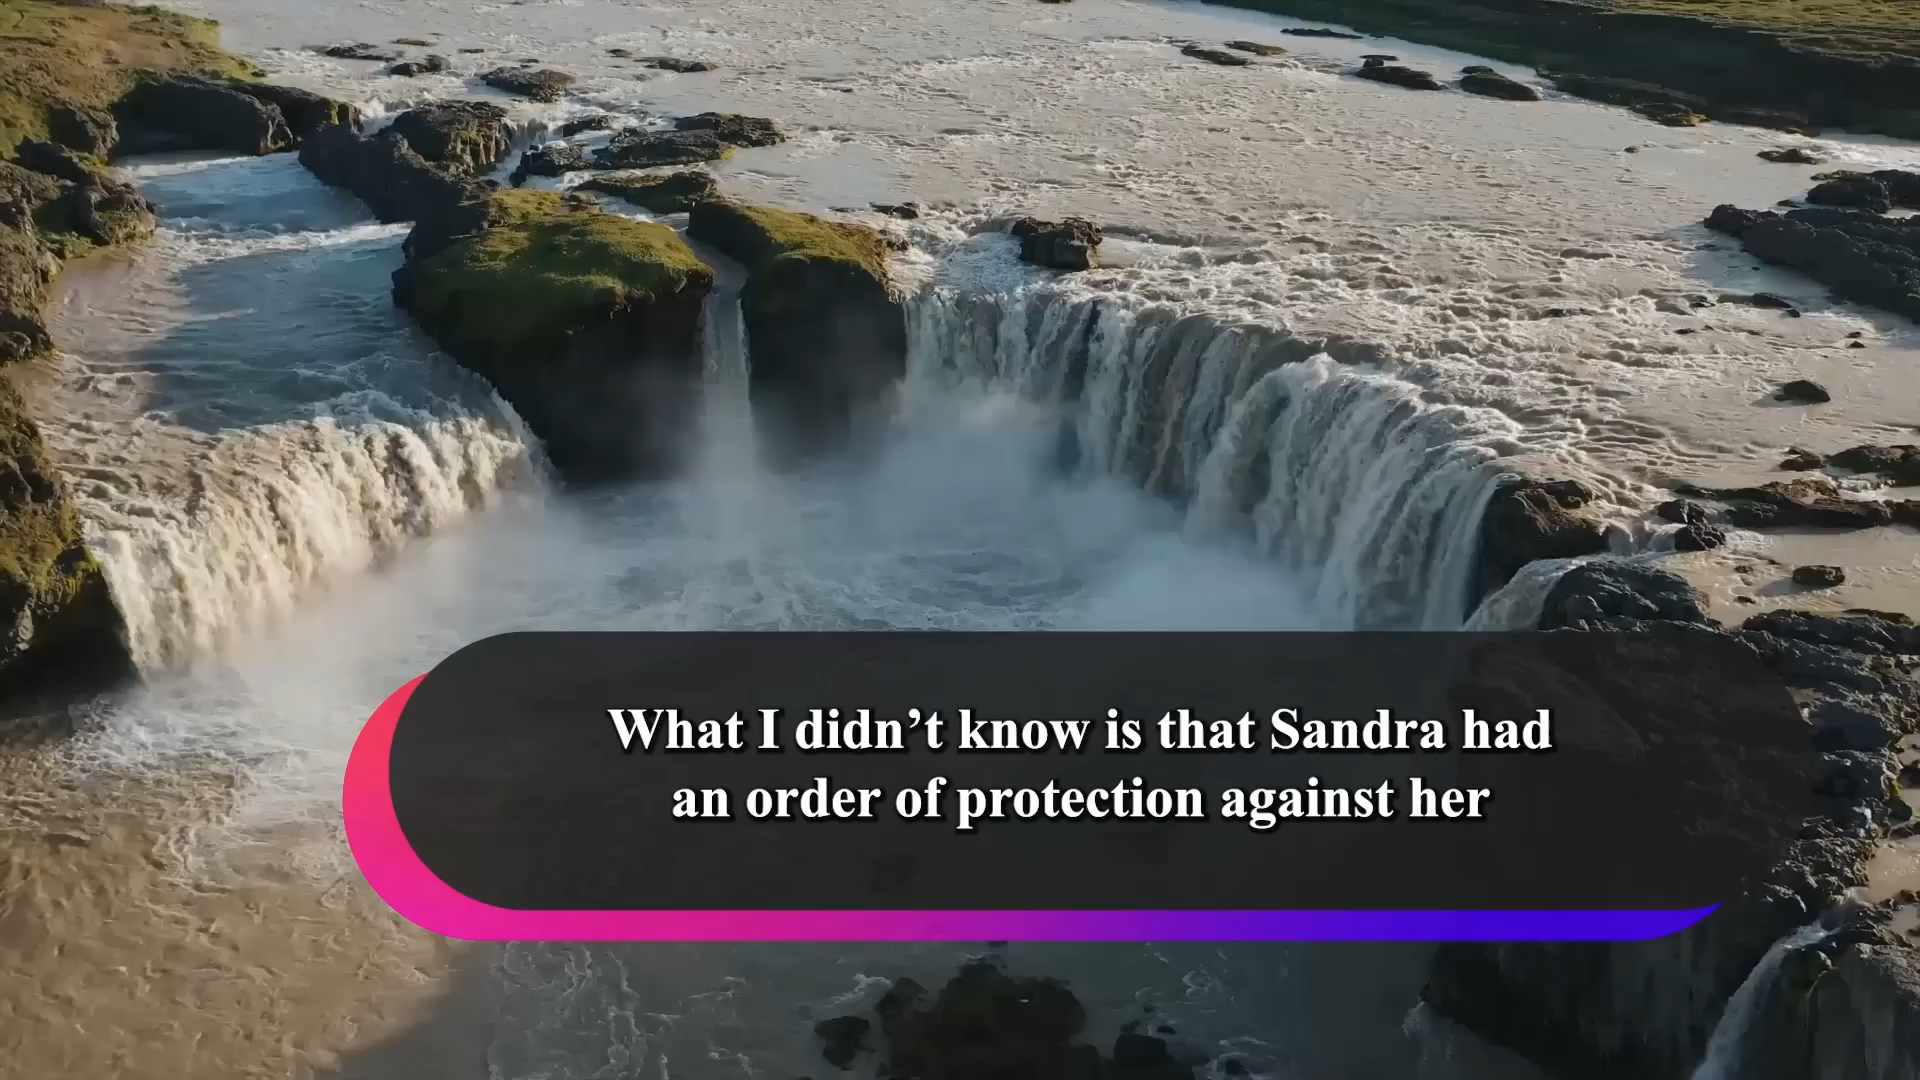 What I didn’t know is that Sandra had
an order of protection against her